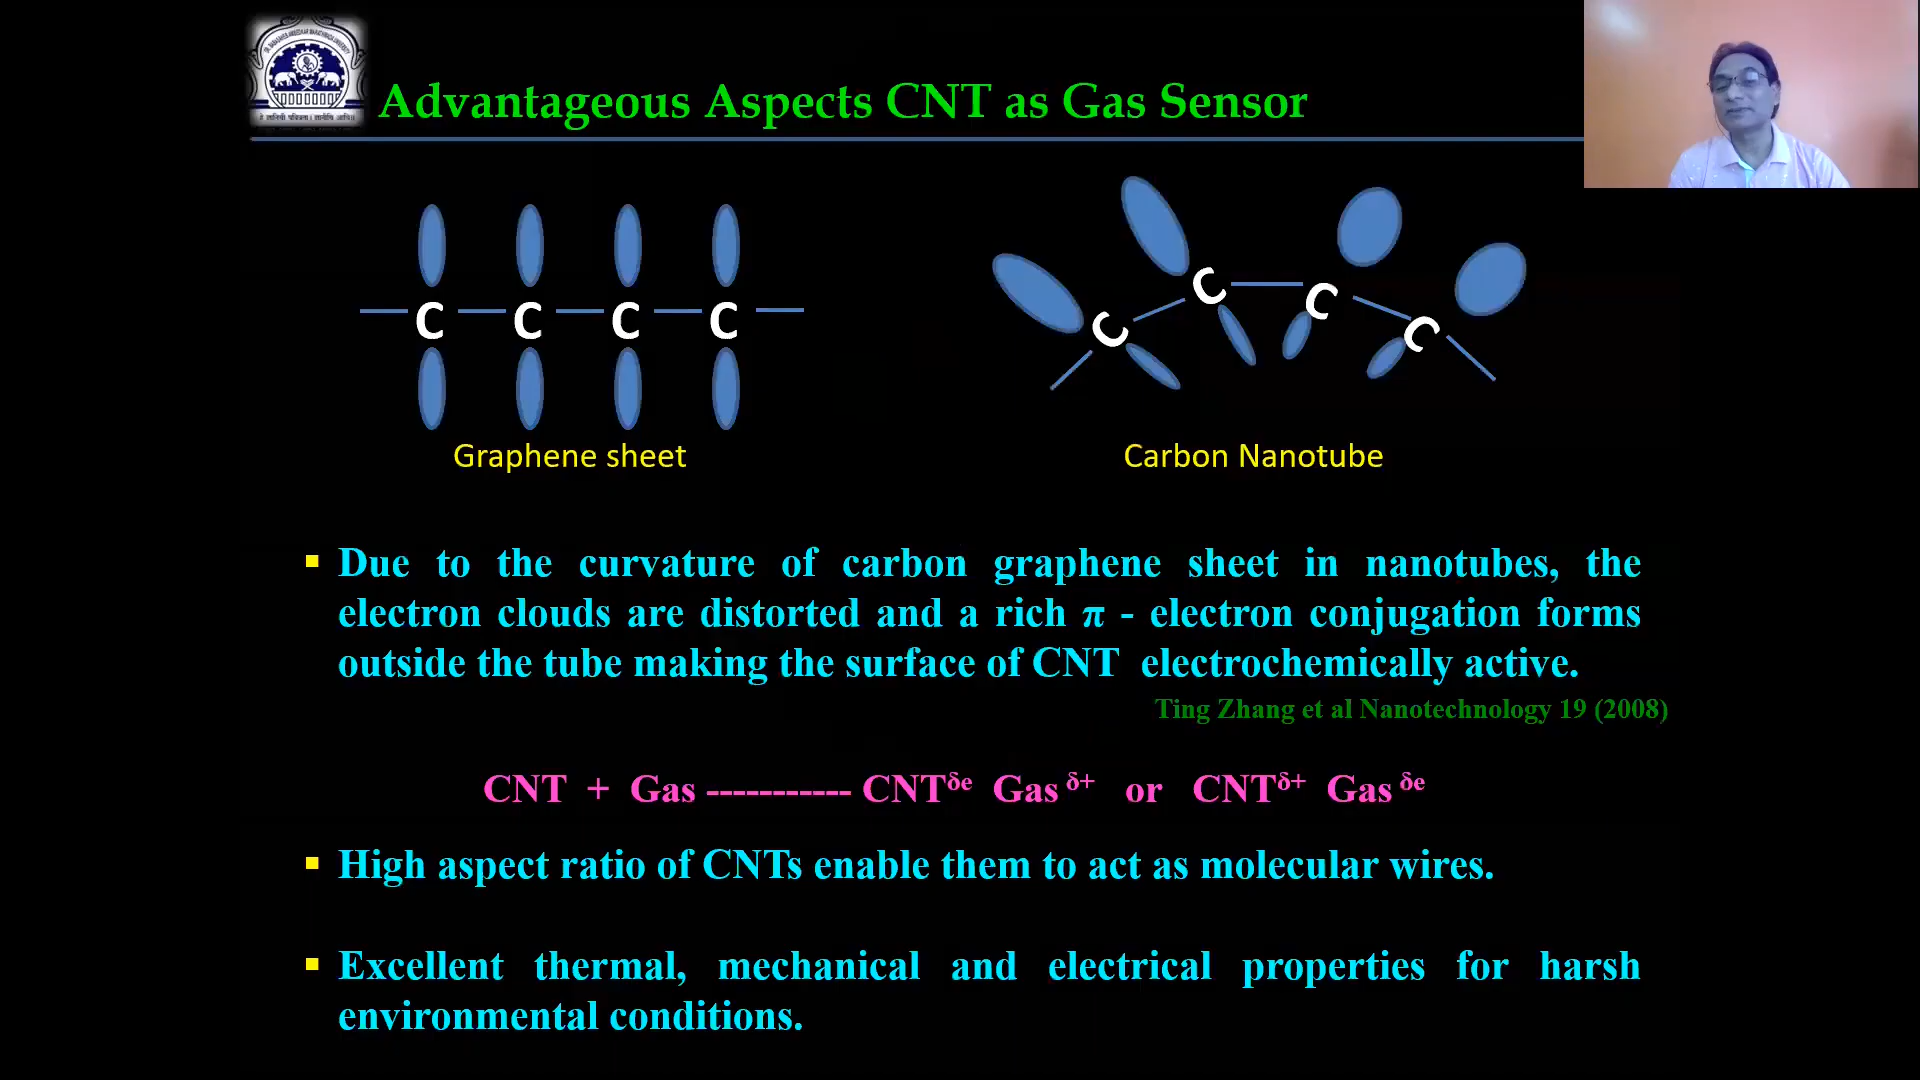 Advantageous Aspects CNT as Gas Sensor
C C C C
C C C C
Graphene sheet
Carbon Nanotube
Due to the curvature of carbon graphene sheet in nanotubes, the
electron clouds are distorted and a rich π - electron conjugation forms
outside the tube making the surface of CNT electrochemically active.
Ting Zhang et al Nanotechnology 19 (2008)
CNT + Gas ----------- CNTᵟᵉ Gas ᵟ⁺ or CNTᵟ⁺ Gas ᵟᵉ
High aspect ratio of CNTs enable them to act as molecular wires.
Excellent thermal, mechanical and electrical properties for harsh
environmental conditions.